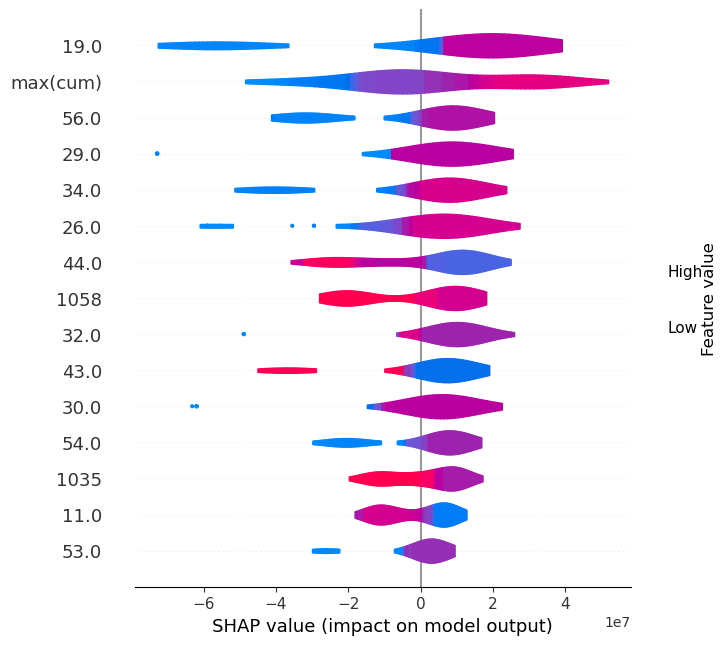 19.0
max(cum)
56.0
29.0
34.0
26.0
44.0
1058
32.0
43.0
30.0
54.0
1035
11.0
53.0
−6 −4 −2 0 2 4
1e7
SHAP value (impact on model output)
High
Low
Feature value